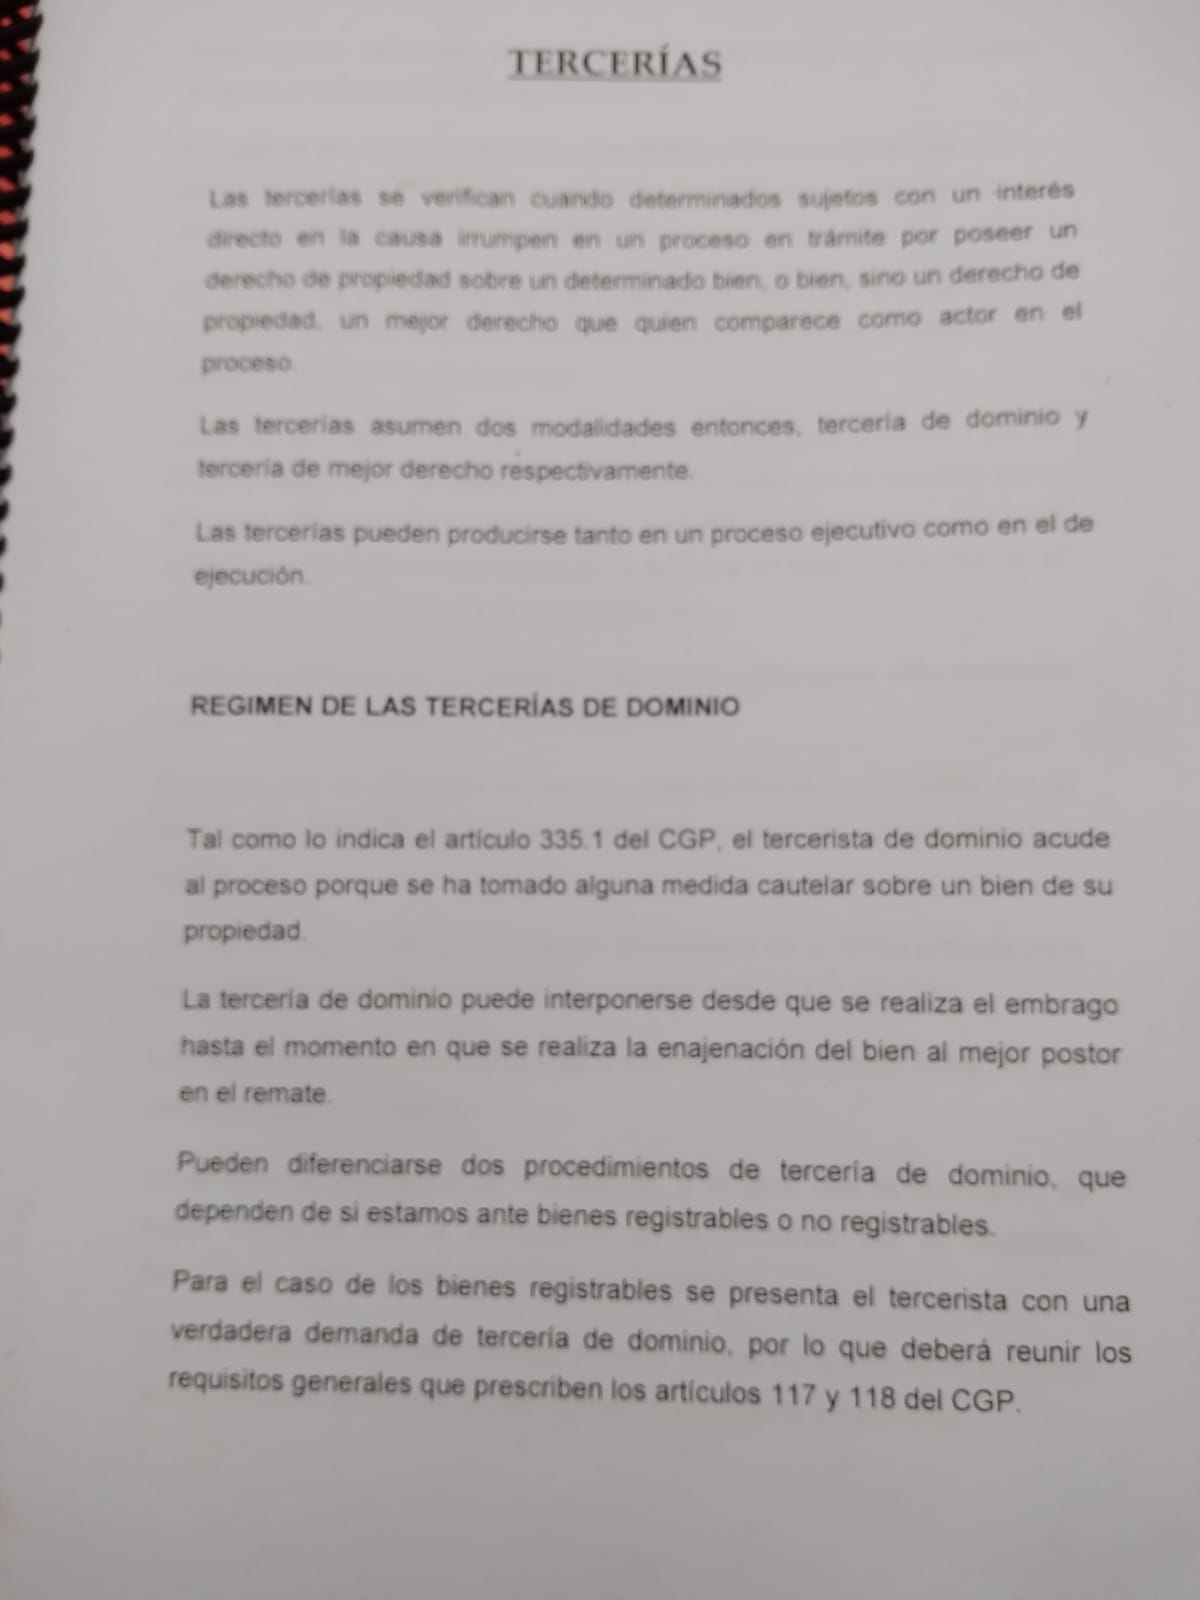 TERCERÍAS
Las tercerías se verifican cuando determinados sujetos con un interés
directo en la causa irrumpen en un proceso en trámite por poseer un
derecho de propiedad sobre un determinado bien, o bien, sino un derecho de
propiedad, un mejor derecho que quien comparece como actor en el
proceso.
Las tercerías asumen dos modalidades entonces, tercería de dominio y
tercería de mejor derecho respectivamente.
Las tercerías pueden producirse tanto en un proceso ejecutivo como en el de
ejecución.
REGIMEN DE LAS TERCERÍAS DE DOMINIO
Tal como lo indica el artículo 335.1 del CGP, el tercerista de dominio acude
al proceso porque se ha tomado alguna medida cautelar sobre un bien de su
propiedad.
La tercería de dominio puede interponerse desde que se realiza el embrago
hasta el momento en que se realiza la enajenación del bien al mejor postor
en el remate.
Pueden diferenciarse dos procedimientos de tercería de dominio, que
dependen de si estamos ante bienes registrables o no registrables.
Para el caso de los bienes registrables se presenta el tercerista con una
verdadera demanda de tercería de dominio, por lo que deberá reunir los
requisitos generales que prescriben los artículos 117 y 118 del CGP.